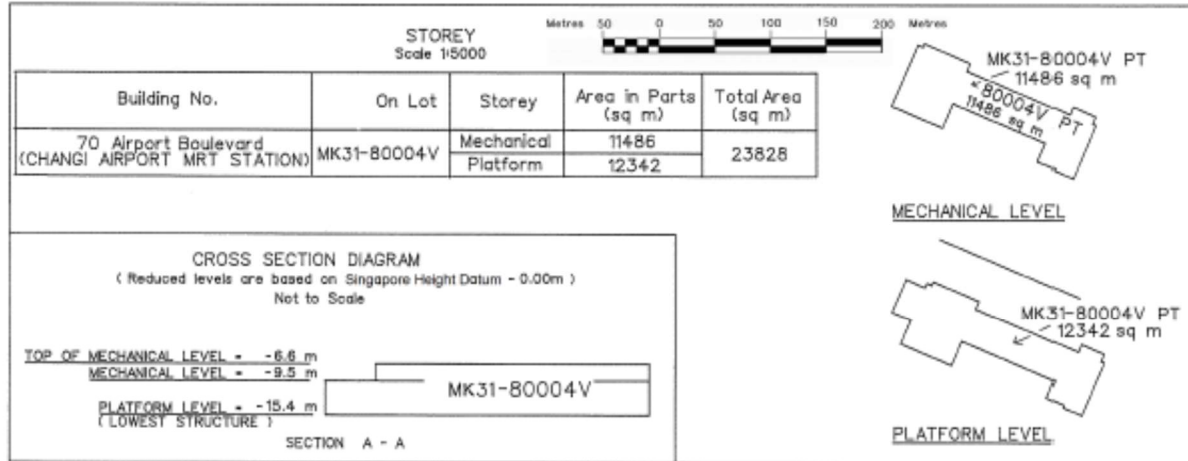 STOREY
Scale 1:5000
Metres 50 0 50 100 150 200 Metres
Building No. On Lot Storey Area in Parts (sq m) Total Area (sq m)
70 Airport Boulevard
(CHANGI AIRPORT MRT STATION) MK31-80004V Mechanical 11486 23828
Platform 12342
MK31-80004V PT
11486 sq m
80004V PT
11486 sq m
MECHANICAL LEVEL
MK31-80004V PT
12342 sq m
PLATFORM LEVEL
CROSS SECTION DIAGRAM
( Reduced levels are based on Singapore Height Datum - 0.00m )
Not to Scale
TOP OF MECHANICAL LEVEL = -6.6 m
MECHANICAL LEVEL = -9.5 m
PLATFORM LEVEL = -15.4 m
( LOWEST STRUCTURE )
MK31-80004V
SECTION A - A